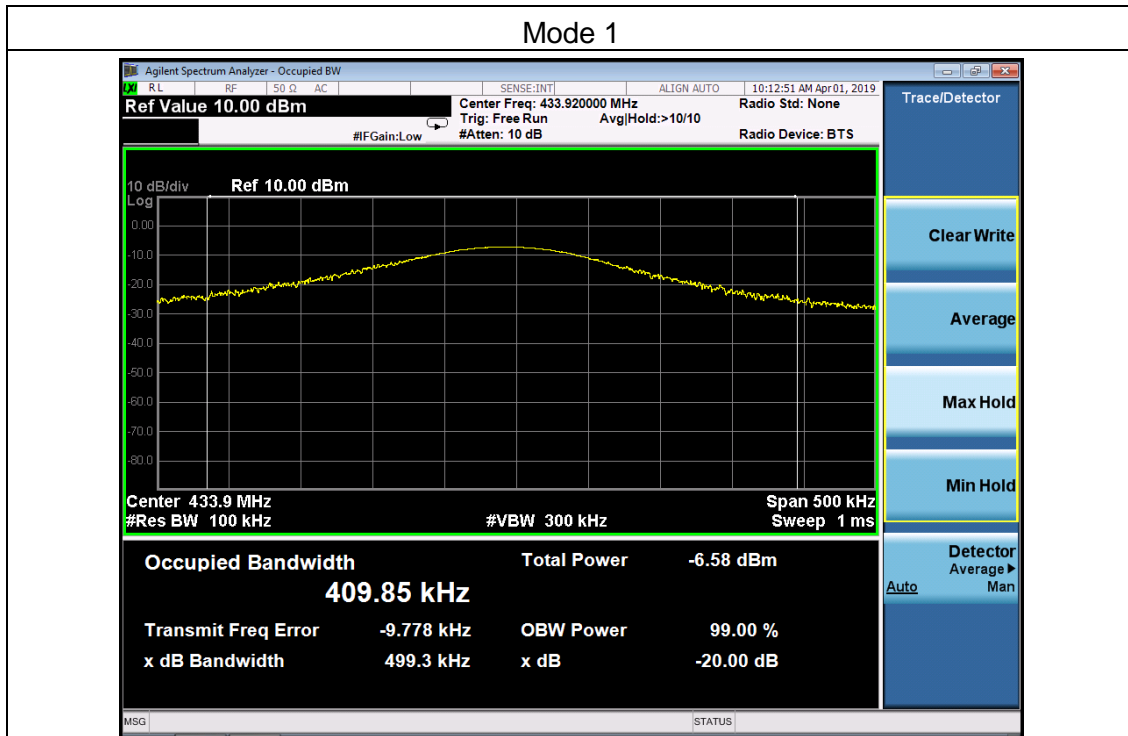 Mode 1
Agilent Spectrum Analyzer - Occupied BW
RL RF 50 Ω AC SENSE:INT ALIGN AUTO 10:12:51 AM Apr 01, 2019
Ref Value 10.00 dBm
Center Freq: 433.920000 MHz
Radio Std: None
Trig: Free Run Avg|Hold:>10/10
#IFGain:Low
#Atten: 10 dB
Radio Device: BTS
10 dB/div Ref 10.00 dBm
Log
0.00
-10.0
-20.0
-30.0
-40.0
-50.0
-60.0
-70.0
-80.0
Center 433.9 MHz
Span 500 kHz
#Res BW 100 kHz
#VBW 300 kHz
Sweep 1 ms
Occupied Bandwidth
409.85 kHz
Total Power -6.58 dBm
Transmit Freq Error -9.778 kHz
OBW Power 99.00 %
x dB Bandwidth 499.3 kHz
x dB -20.00 dB
MSG
STATUS
Trace/Detector
Clear Write
Average
Max Hold
Min Hold
Detector
Average
Auto Man